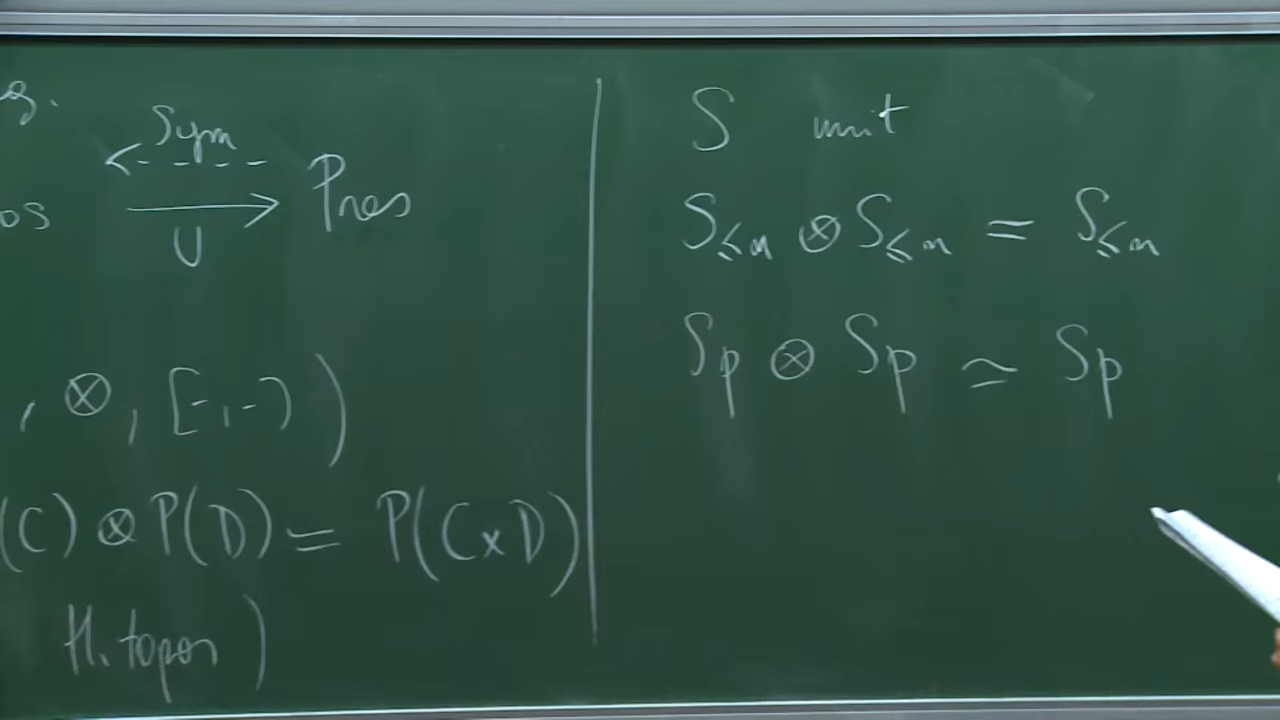 Sym
os → Pres
U
, ⊗, [-,-])
(C) ⊗ P(D) = P(C×D)
H. topos)
S unit
S≤n ⊗ S≤n = S≤n
Sp ⊗ Sp ≃ Sp